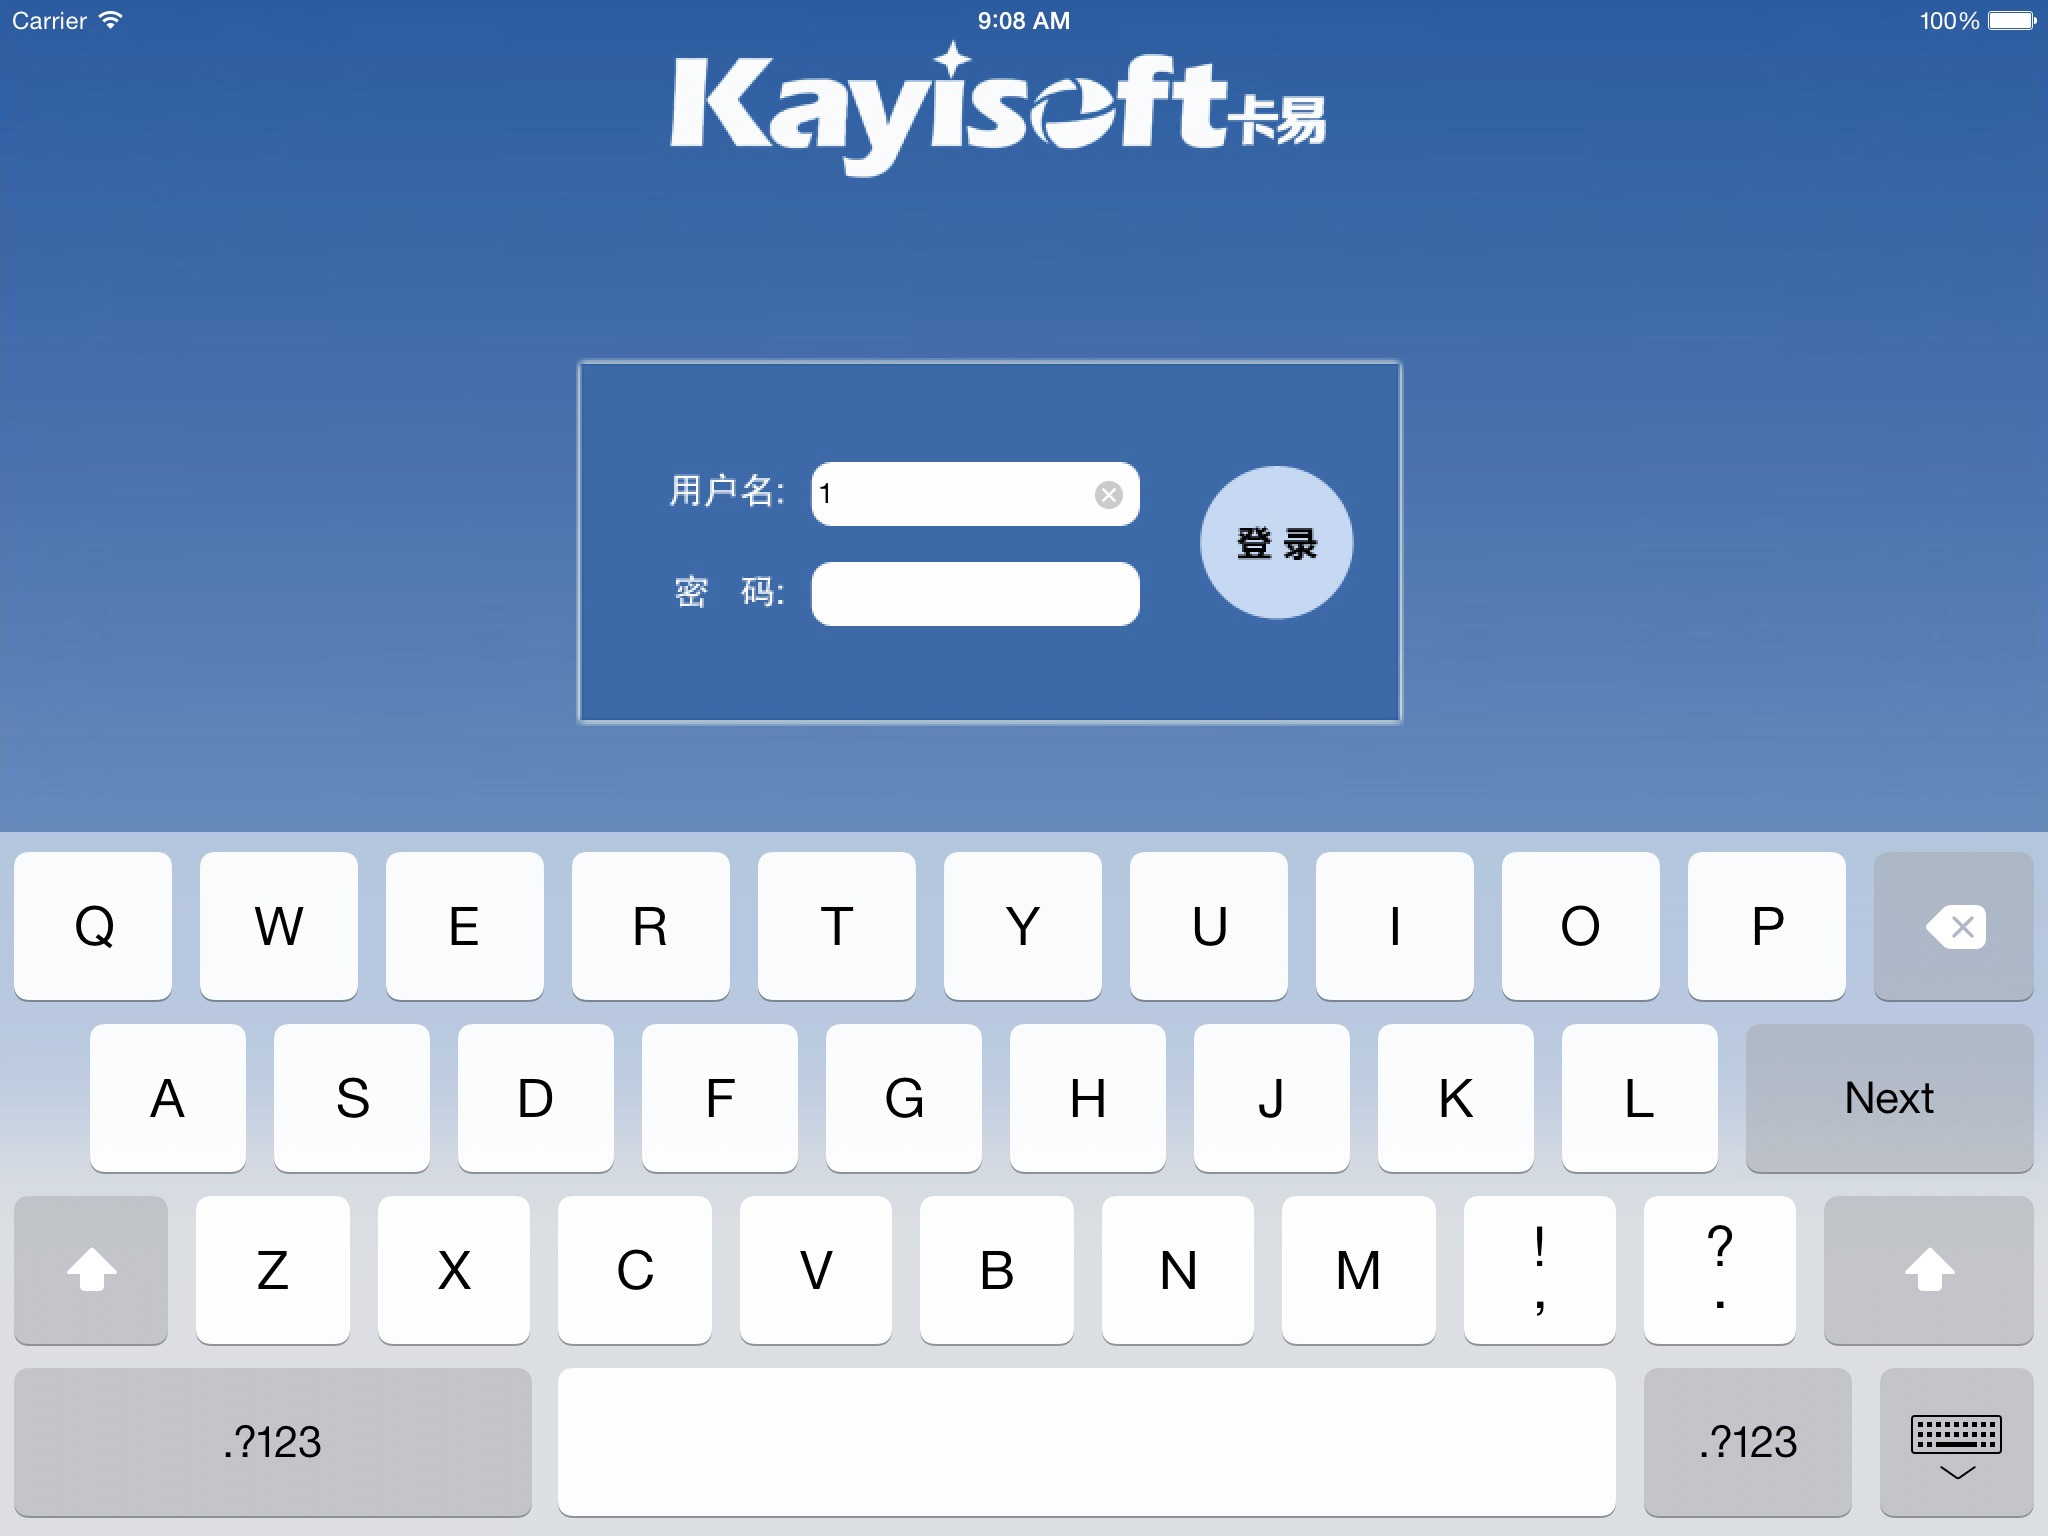 Carrier 9:08 AM 100%
Kayisoft卡易
用户名: 1
密 码:
登 录
Q W E R T Y U I O P
A S D F G H J K L Next
Z X C V B N M ! , ? .
.?123 .?123